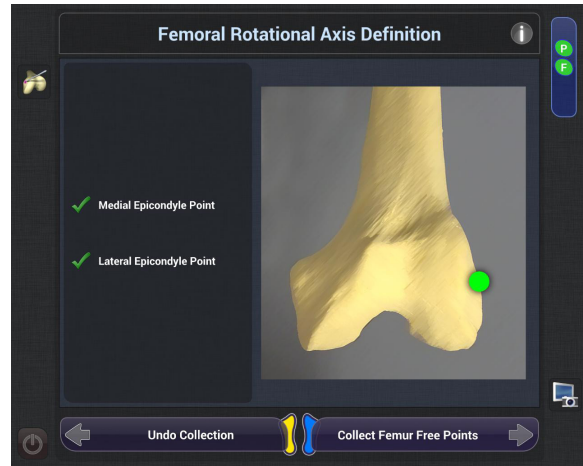 Femoral Rotational Axis Definition
i
P
F
Medial Epicondyle Point
Lateral Epicondyle Point
Undo Collection
Collect Femur Free Points